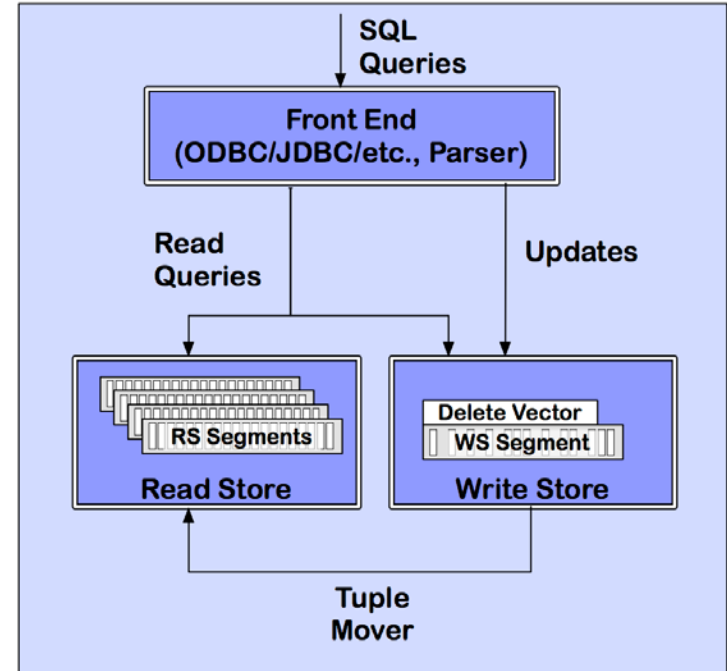 SQL
Queries
Front End
(ODBC/JDBC/etc., Parser)
Read
Queries
Updates
RS Segments
Read Store
Delete Vector
WS Segment
Write Store
Tuple
Mover